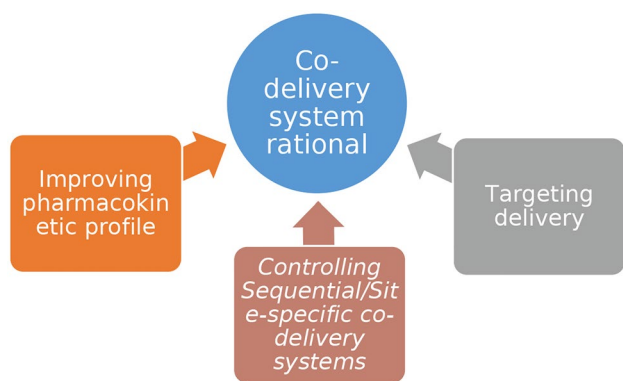 Co-
delivery
system
rational
Improving
pharmacokin
etic profile
Targeting
delivery
Controlling
Sequential/Sit
e-specific co-
delivery
systems